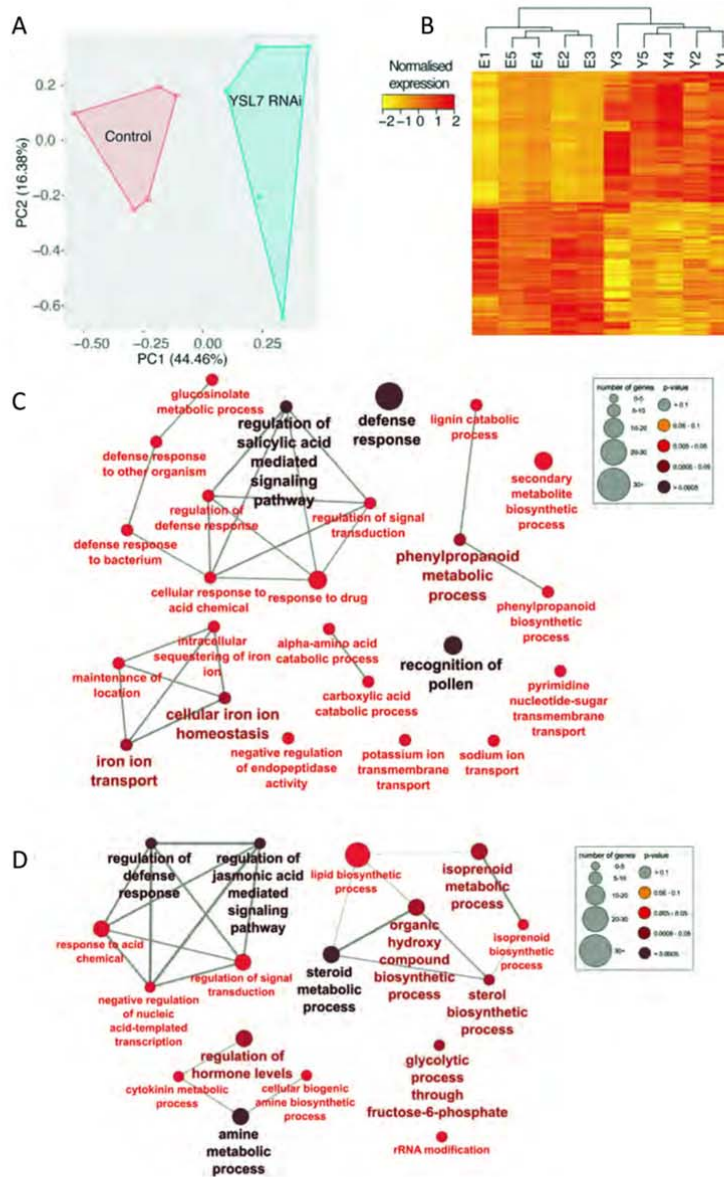 A
0.2
0.0
-0.2
-0.4
-0.6
PC2 (16.38%)
Control
YSL7 RNAi
-0.50
-0.25
0.00
0.25
PC1 (44.46%)
B
Normalised
expression
-2 -1 0 1 2
E1
E5
E4
E2
E3
Y3
Y5
Y4
Y2
Y1
C
glucosinolate
metabolic process
defense response
to other organism
defense response
to bacterium
regulation of
salicylic acid
mediated
signaling
pathway
regulation of
defense response
regulation of signal
transduction
cellular response to
acid chemical
response to drug
defense
response
lignin catabolic
process
secondary
metabolite
biosynthetic
process
phenylpropanoid
metabolic
process
phenylpropanoid
biosynthetic
process
intracellular
sequestering of iron
ion
maintenance of
location
cellular iron ion
homeostasis
iron ion
transport
alpha-amino acid
catabolic process
carboxylic acid
catabolic process
recognition of
pollen
pyrimidine
nucleotide-sugar
transmembrane
transport
negative regulation
of endopeptidase
activity
potassium ion
transmembrane
transport
sodium ion
transport
number of genes
0-5
5-10
10-20
20-30
30+
p-value
> 0.1
0.05 - 0.1
0.005 - 0.05
D
regulation of
defense
response
regulation of
jasmonic acid
mediated
signaling
pathway
response to acid
chemical
regulation of signal
transduction
negative regulation
of nucleic
acid-templated
transcription
lipid biosynthetic
process
isoprenoid
metabolic
process
organic
hydroxy
compound
biosynthetic
process
isoprenoid
biosynthetic
process
steroid
metabolic
process
sterol
biosynthetic
process
regulation of
hormone levels
cytokinin metabolic
process
cellular biogenic
amine biosynthetic
process
amine
metabolic
process
glycolytic
process
through
fructose-6-phosphate
rRNA modification
number of genes
0-5
5-10
10-20
20-30
30+
p-value
> 0.1
0.05 - 0.1
0.005 - 0.05